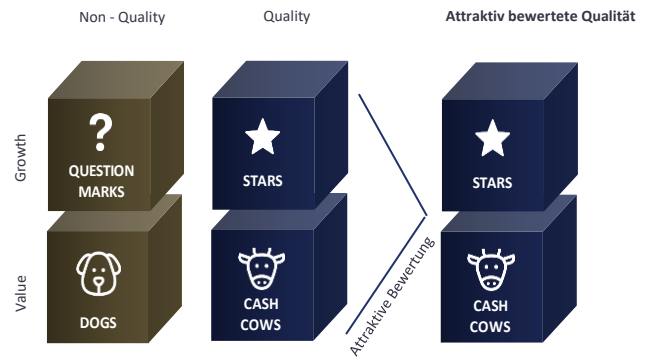 Non - Quality
Quality
Attraktiv bewertete Qualität
Growth
?
QUESTION
MARKS
STARS
STARS
Value
DOGS
CASH
COWS
Attraktive Bewertung
CASH
COWS